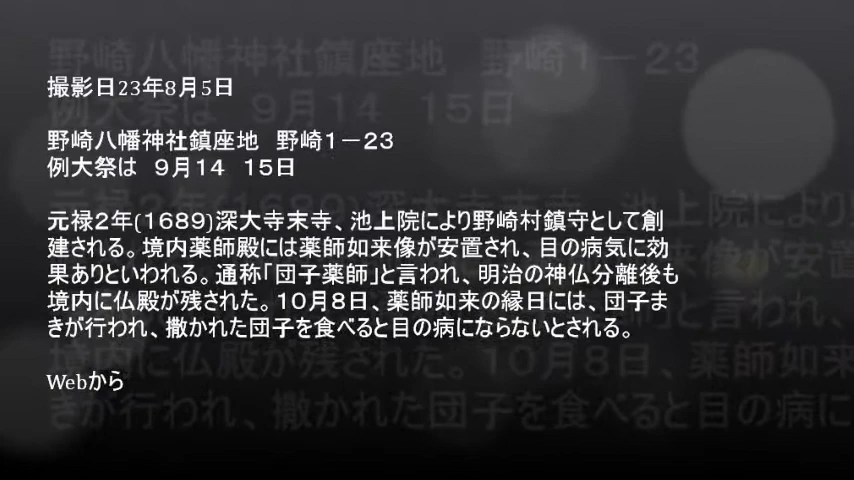 撮影日23年8月5日
野崎八幡神社鎮座地　野崎１－２３
例大祭は　９月１４　１５日
元禄２年(１６８９)深大寺末寺、池上院により野崎村鎮守として創
建される。境内薬師殿には薬師如来像が安置され、目の病気に効
果ありといわれる。通称「団子薬師」と言われ、明治の神仏分離後も
境内に仏殿が残された。１０月８日、薬師如来の縁日には、団子ま
きが行われ、撒かれた団子を食べると目の病にならないとされる。
Webから